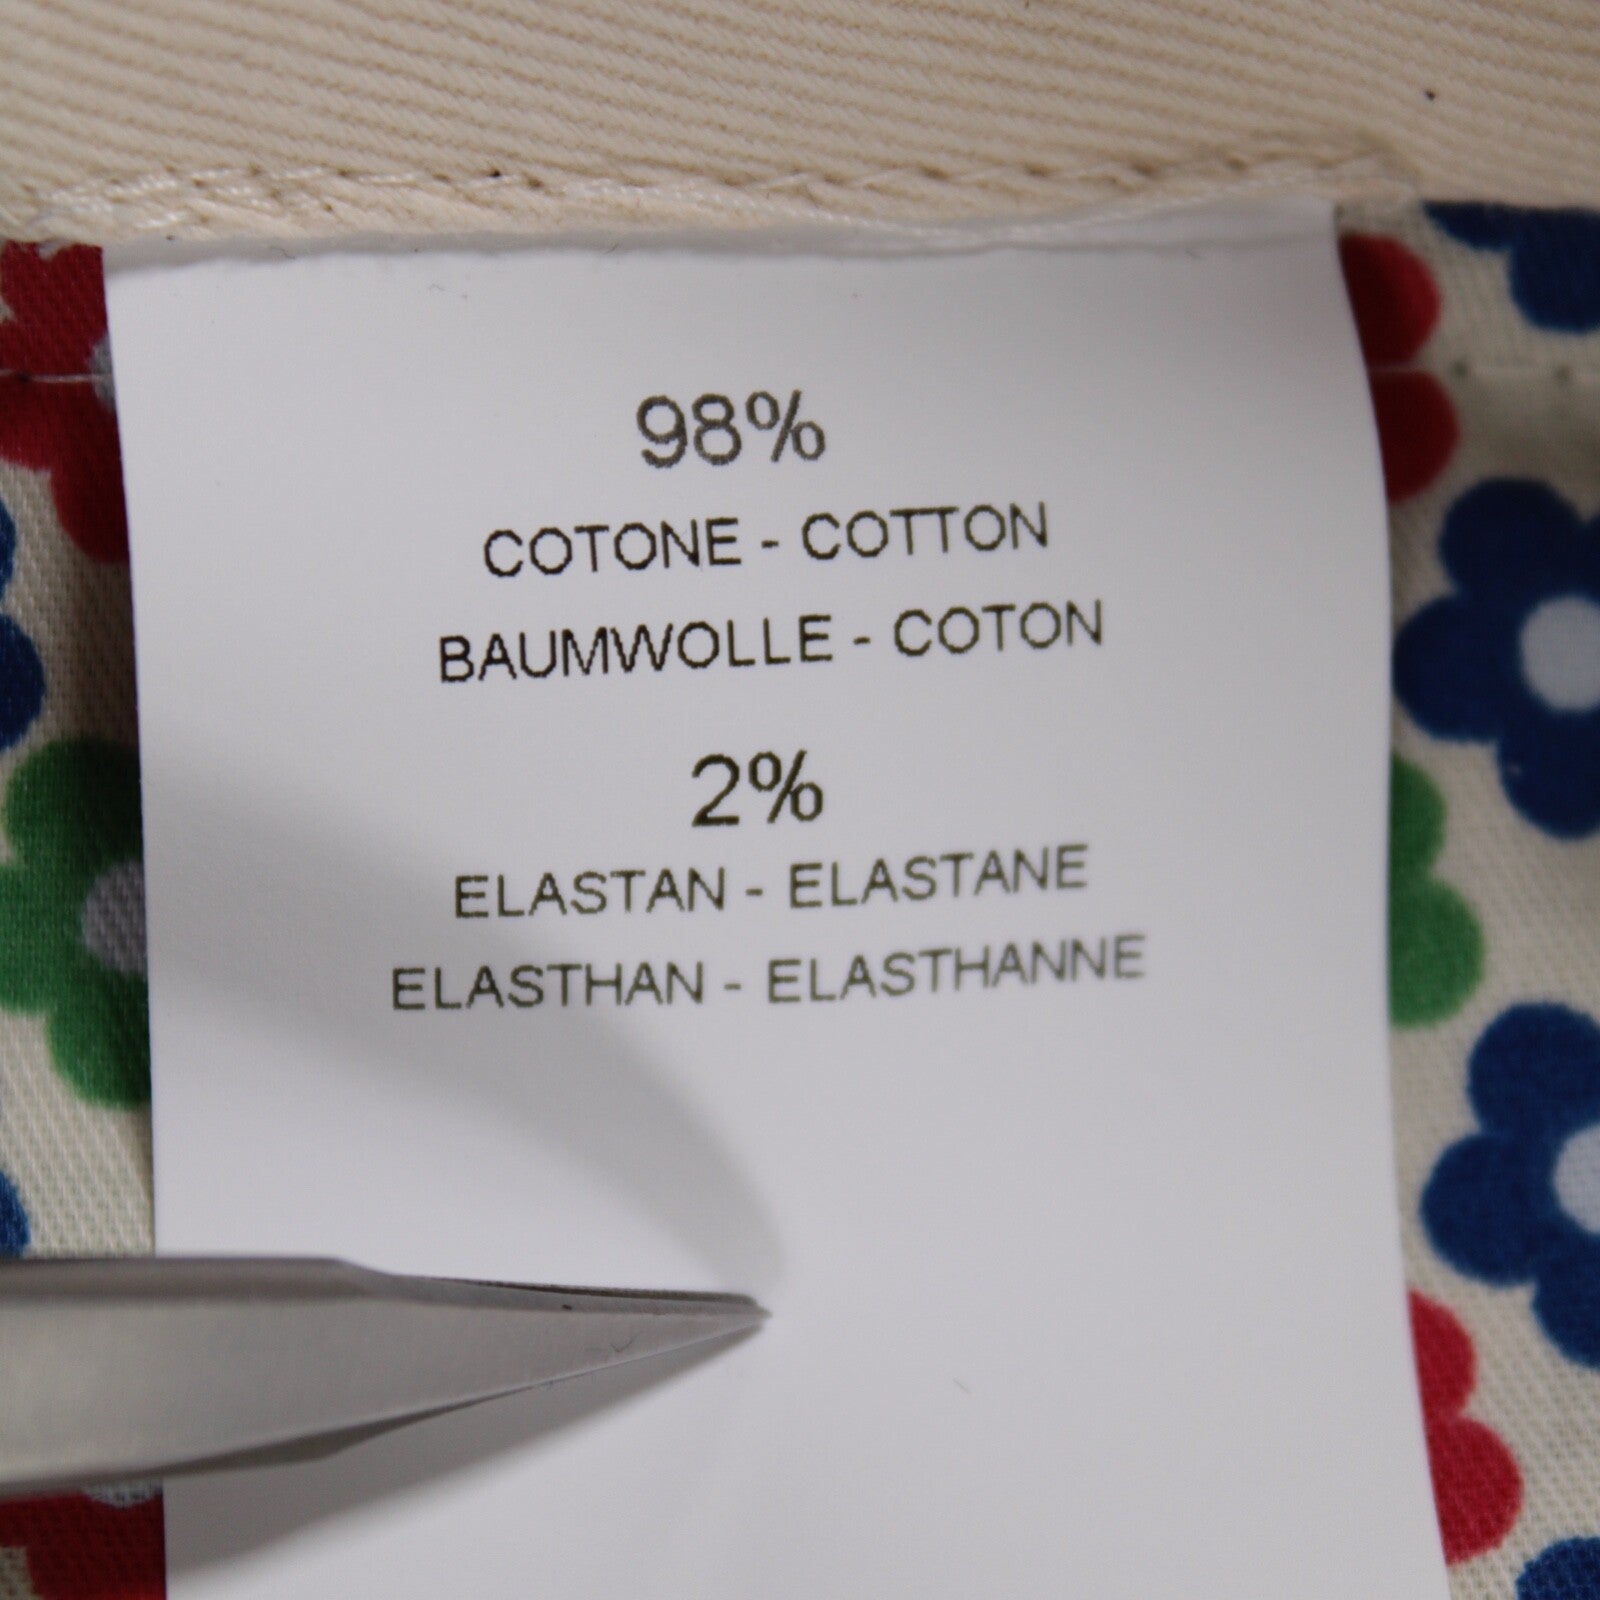 98%
COTONE - COTTON
BAUMWOLLE - COTON
2%
ELASTAN - ELASTANE
ELASTHAN - ELASTHANNE